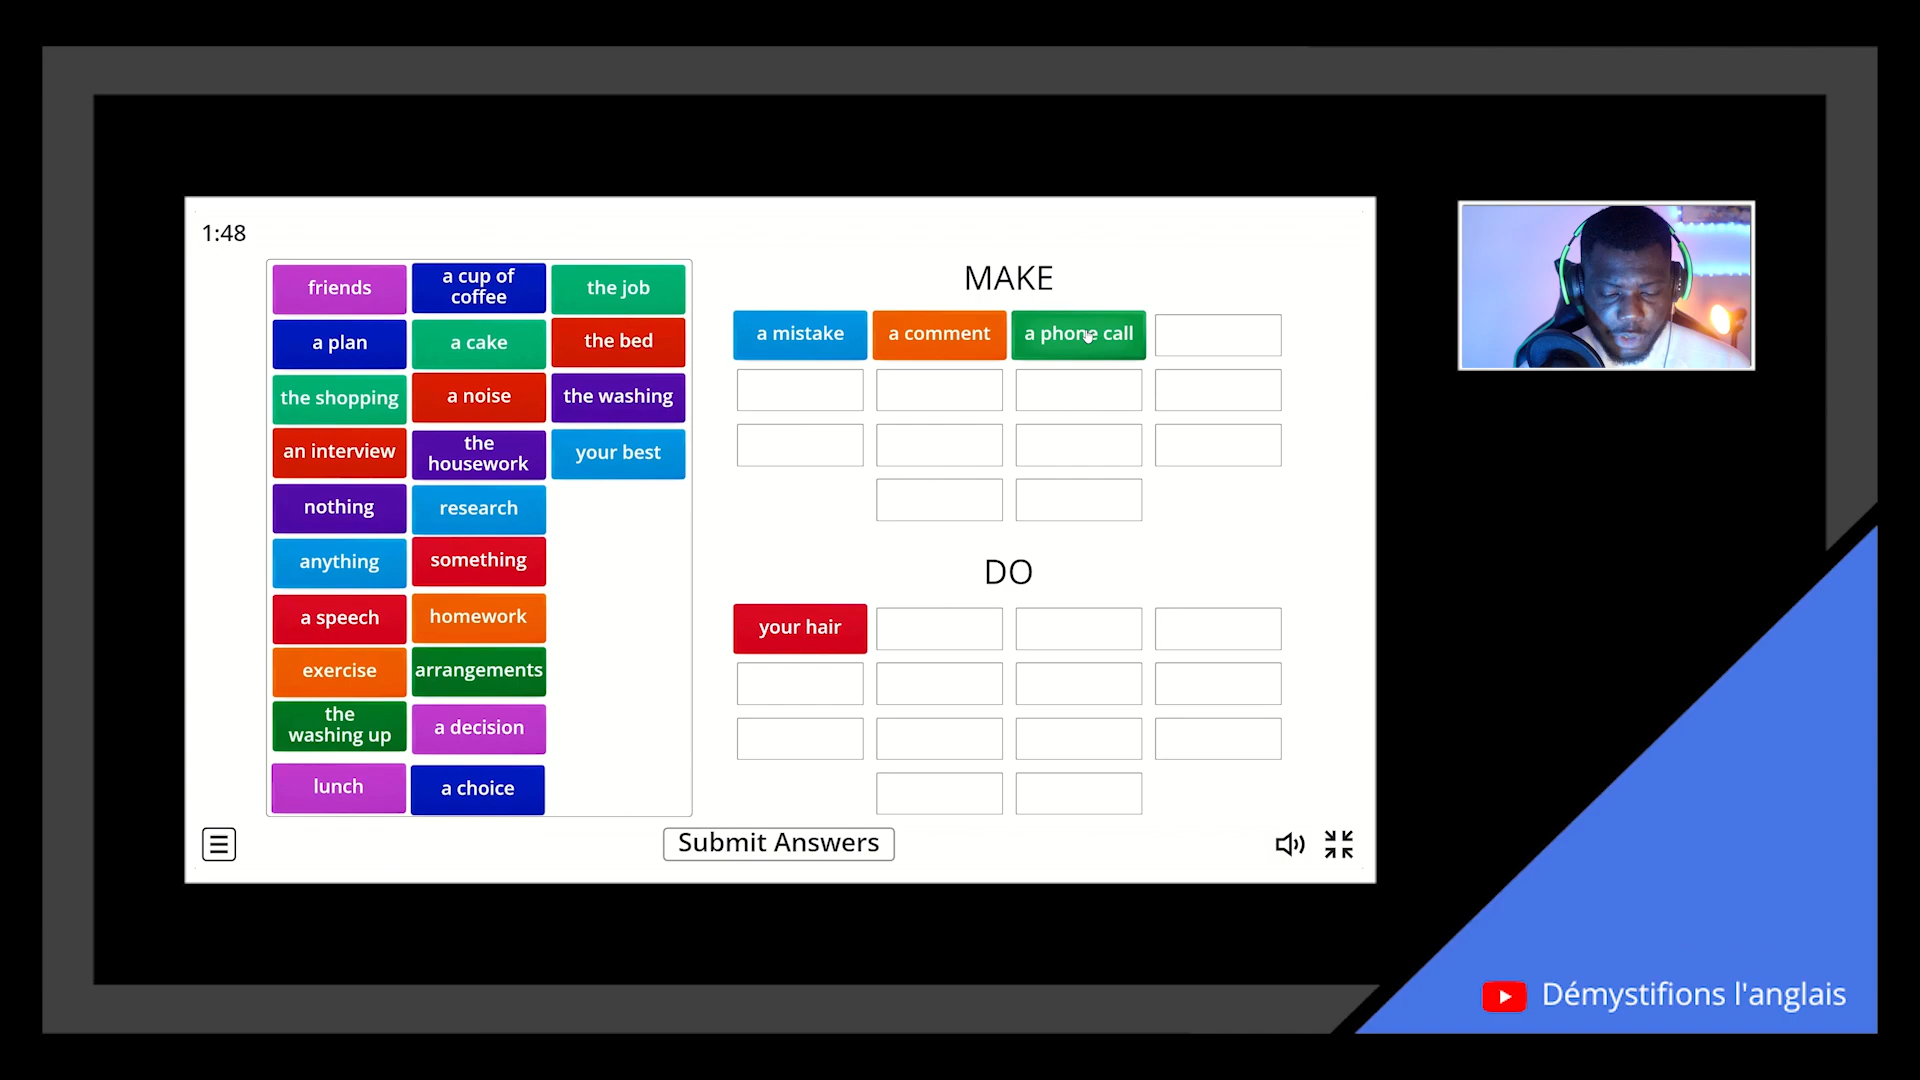 1:48
friends
a cup of
coffee
the job
a plan
a cake
the bed
the shopping
a noise
the washing
an interview
the
housework
your best
nothing
research
anything
something
a speech
homework
exercise
arrangements
the
washing up
a decision
lunch
a choice
MAKE
a mistake
a comment
a phone call
DO
your hair
Submit Answers
Démystifions l'anglais